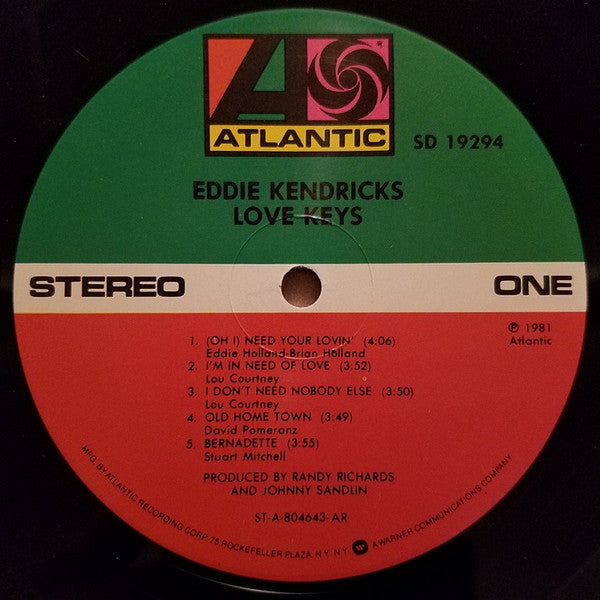 ATLANTIC
SD 19294
EDDIE KENDRICKS
LOVE KEYS
STEREO
ONE
℗ 1981
Atlantic
1. (OH I) NEED YOUR LOVIN' (4:06)
Eddie Holland-Brian Holland
2. I'M IN NEED OF LOVE (3:52)
Lou Courtney
3. I DON'T NEED NOBODY ELSE (3:50)
Lou Courtney
4. OLD HOME TOWN (3:49)
David Pomeranz
5. BERNADETTE (3:55)
Stuart Mitchell
PRODUCED BY RANDY RICHARDS
AND JOHNNY SANDLIN
ST-A-804643-AR
MFG. BY ATLANTIC RECORDING CORP. 75 ROCKEFELLER PLAZA, N.Y. N.Y. A WARNER COMMUNICATIONS COMPANY